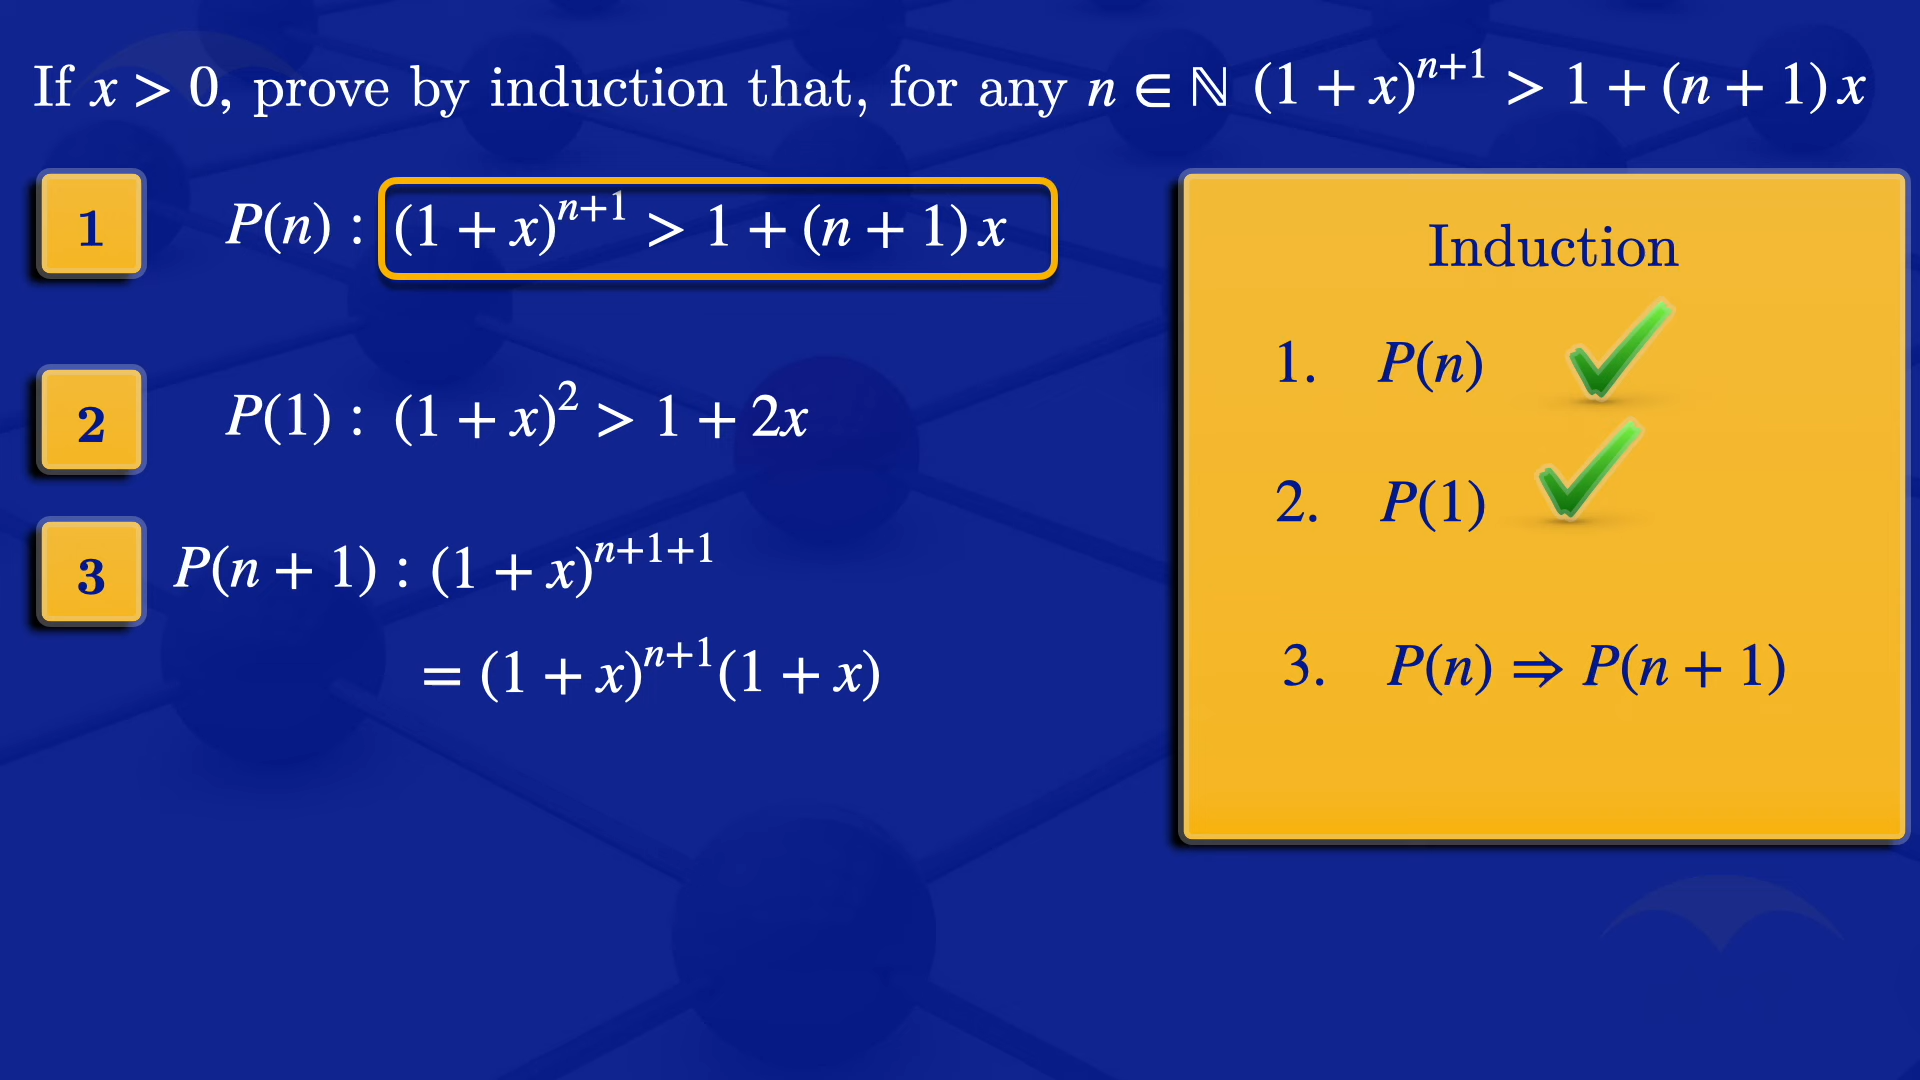 If x > 0, prove by induction that, for any n ∈ ℕ (1 + x)^{n+1} > 1 + (n + 1) x
1 P(n) : (1 + x)^{n+1} > 1 + (n + 1) x
2 P(1) : (1 + x)^2 > 1 + 2x
3 P(n + 1) : (1 + x)^{n+1+1}
= (1 + x)^{n+1}(1 + x)
Induction
1. P(n)
2. P(1)
3. P(n) ⇒ P(n + 1)